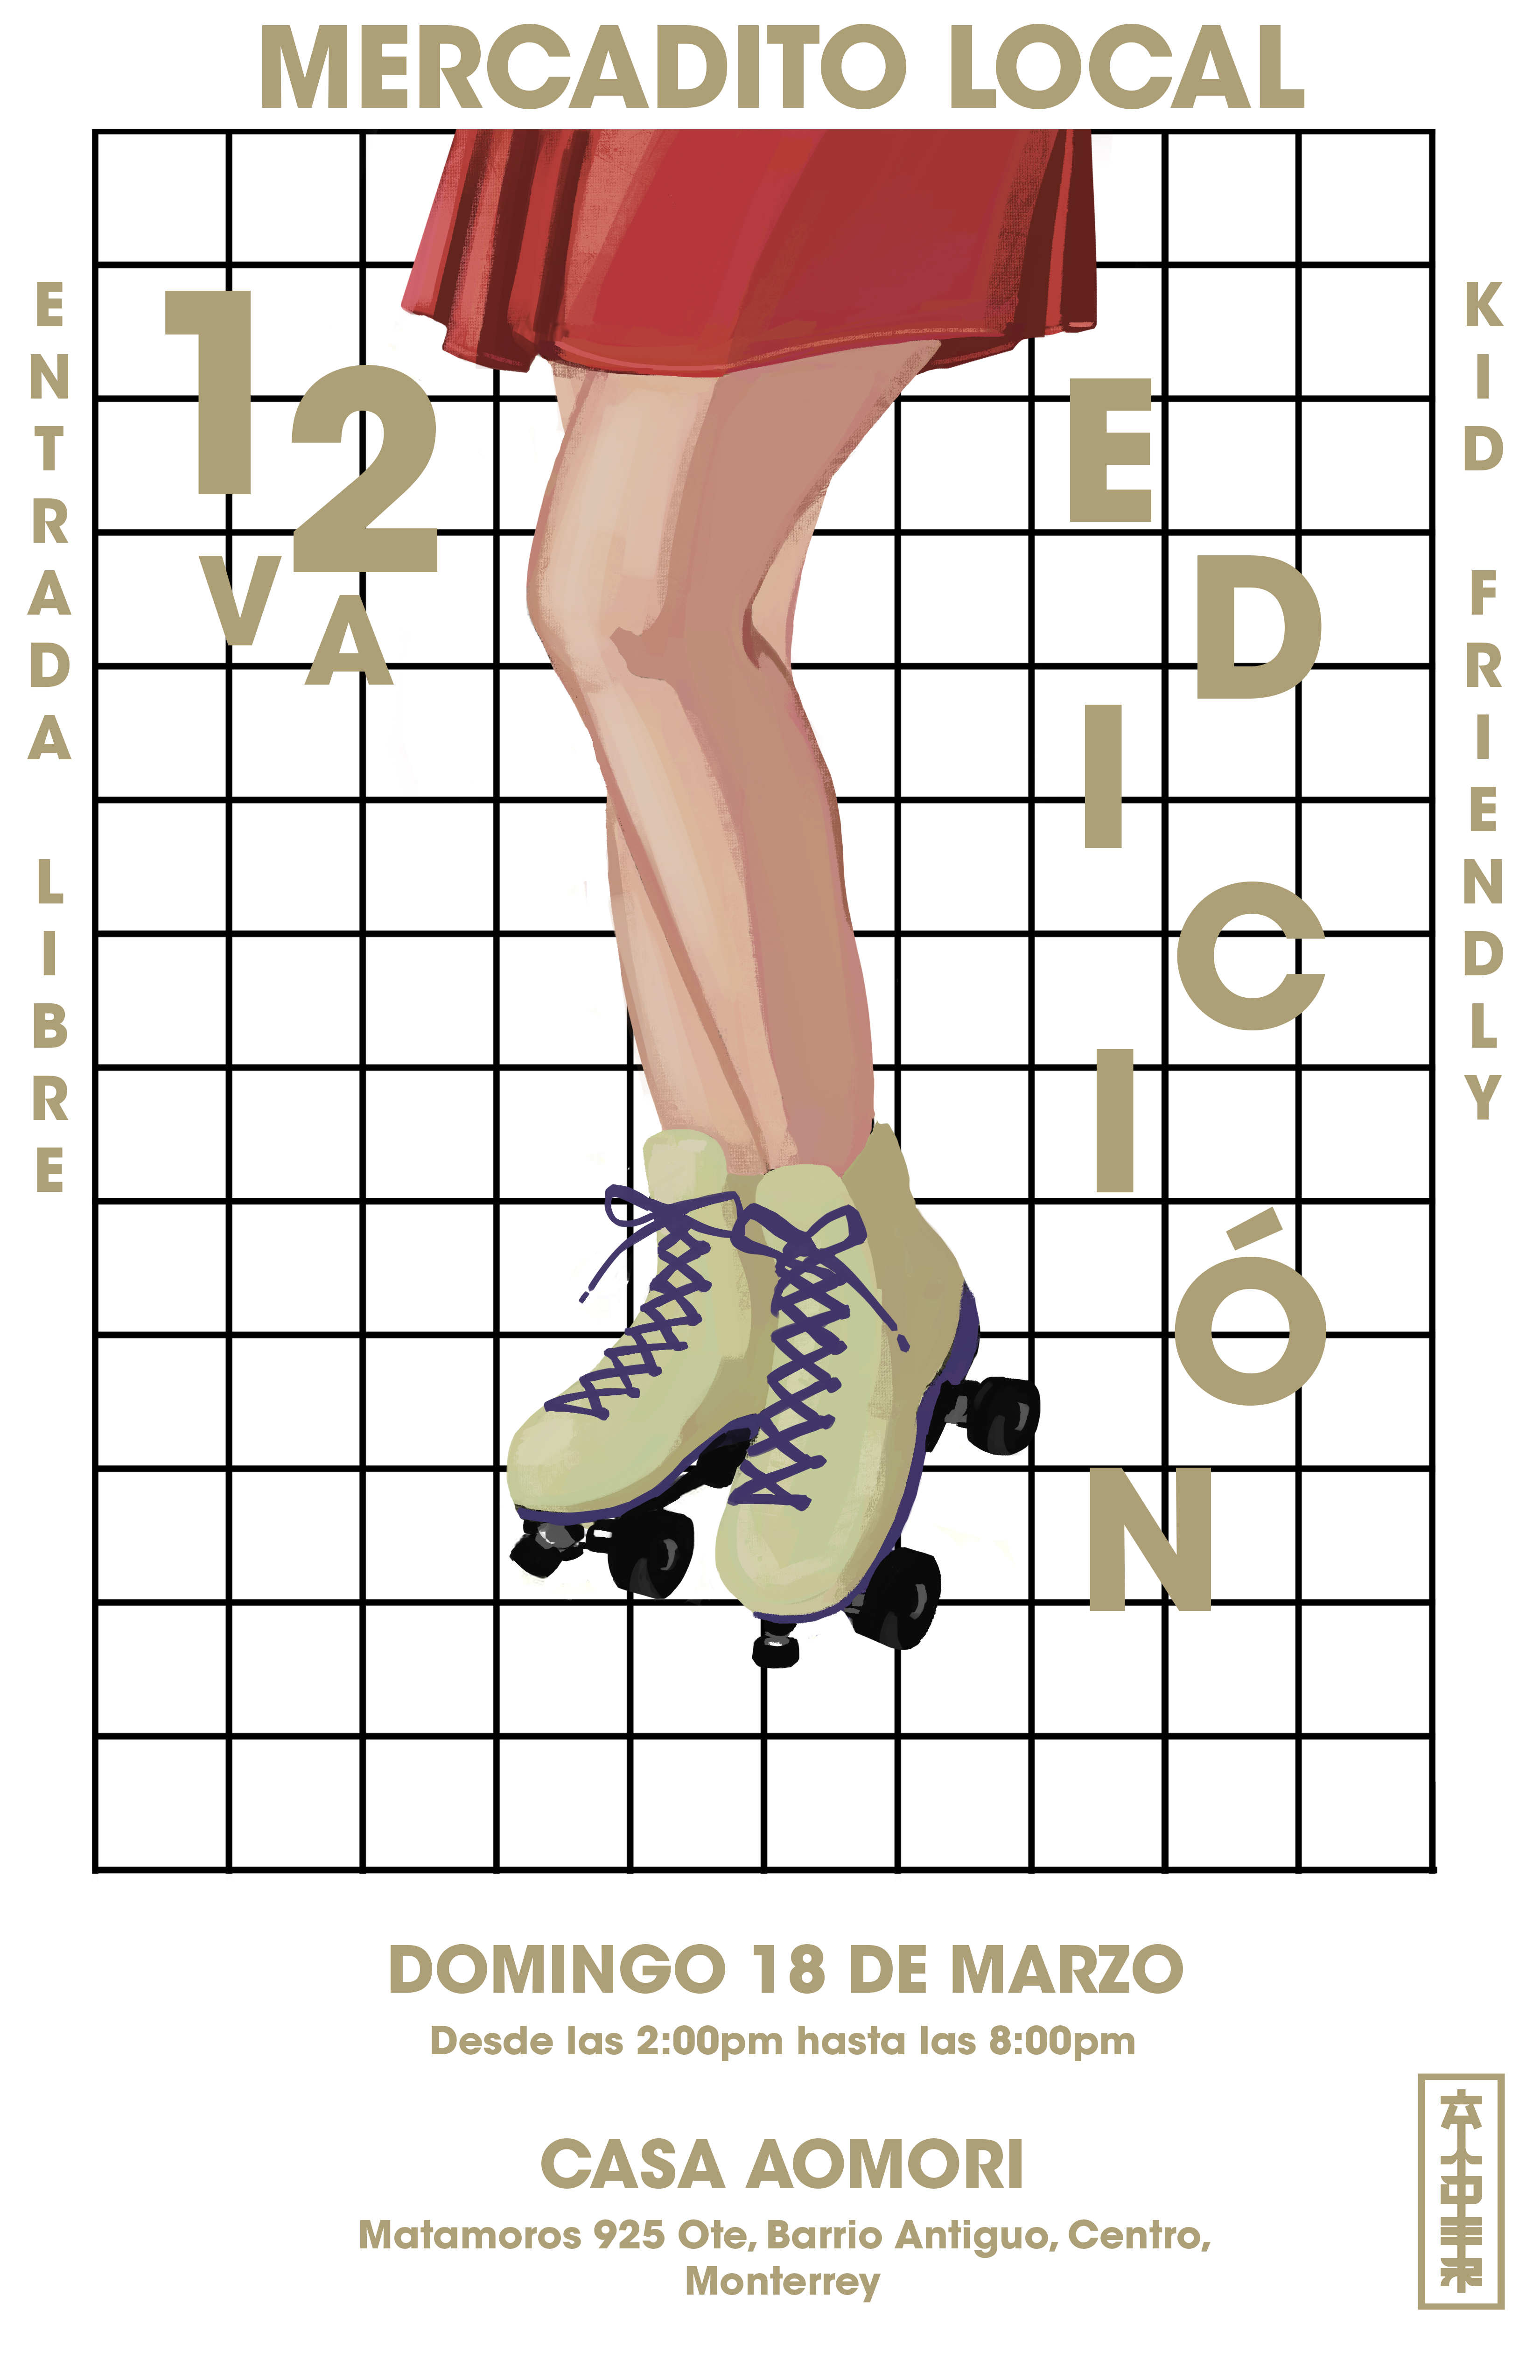 MERCADITO LOCAL
ENTRADA LIBRE
12
VA
EDICIÓN
KID FRIENDLY
DOMINGO 18 DE MARZO
Desde las 2:00pm hasta las 8:00pm
CASA AOMORI
Matamoros 925 Ote, Barrio Antiguo, Centro,
Monterrey